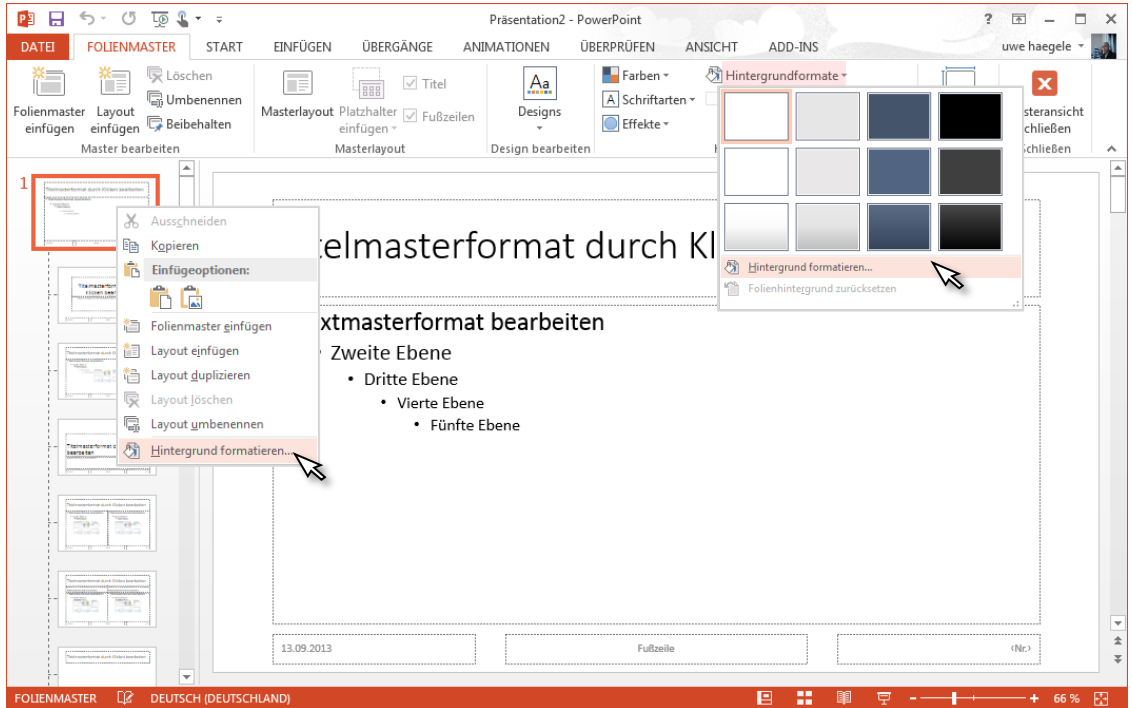 Präsentation2 - PowerPoint
?
uwe haegele
DATEI FOLIENMASTER START EINFÜGEN ÜBERGÄNGE ANIMATIONEN ÜBERPRÜFEN ANSICHT ADD-INS
Folienmaster einfügen
Layout einfügen
Löschen
Umbenennen
Beibehalten
Master bearbeiten
Masterlayout
Platzhalter einfügen
Titel
Fußzeilen
Masterlayout
Aa
Designs
Design bearbeiten
Farben
A Schriftarten
Effekte
Hintergrundformate
Hintergrund formatieren...
Folienhintergrund zurücksetzen
steransicht
chließen
chließen
1
Ausschneiden
Kopieren
Einfügeoptionen:
Folienmaster einfügen
Layout einfügen
Layout duplizieren
Layout löschen
Layout umbenennen
Hintergrund formatieren...
elmasterformat durch Kl
xtmasterformat bearbeiten
• Zweite Ebene
• Dritte Ebene
• Vierte Ebene
• Fünfte Ebene
13.09.2013
Fußzeile
‹Nr.›
FOLIENMASTER DEUTSCH (DEUTSCHLAND) 66 %